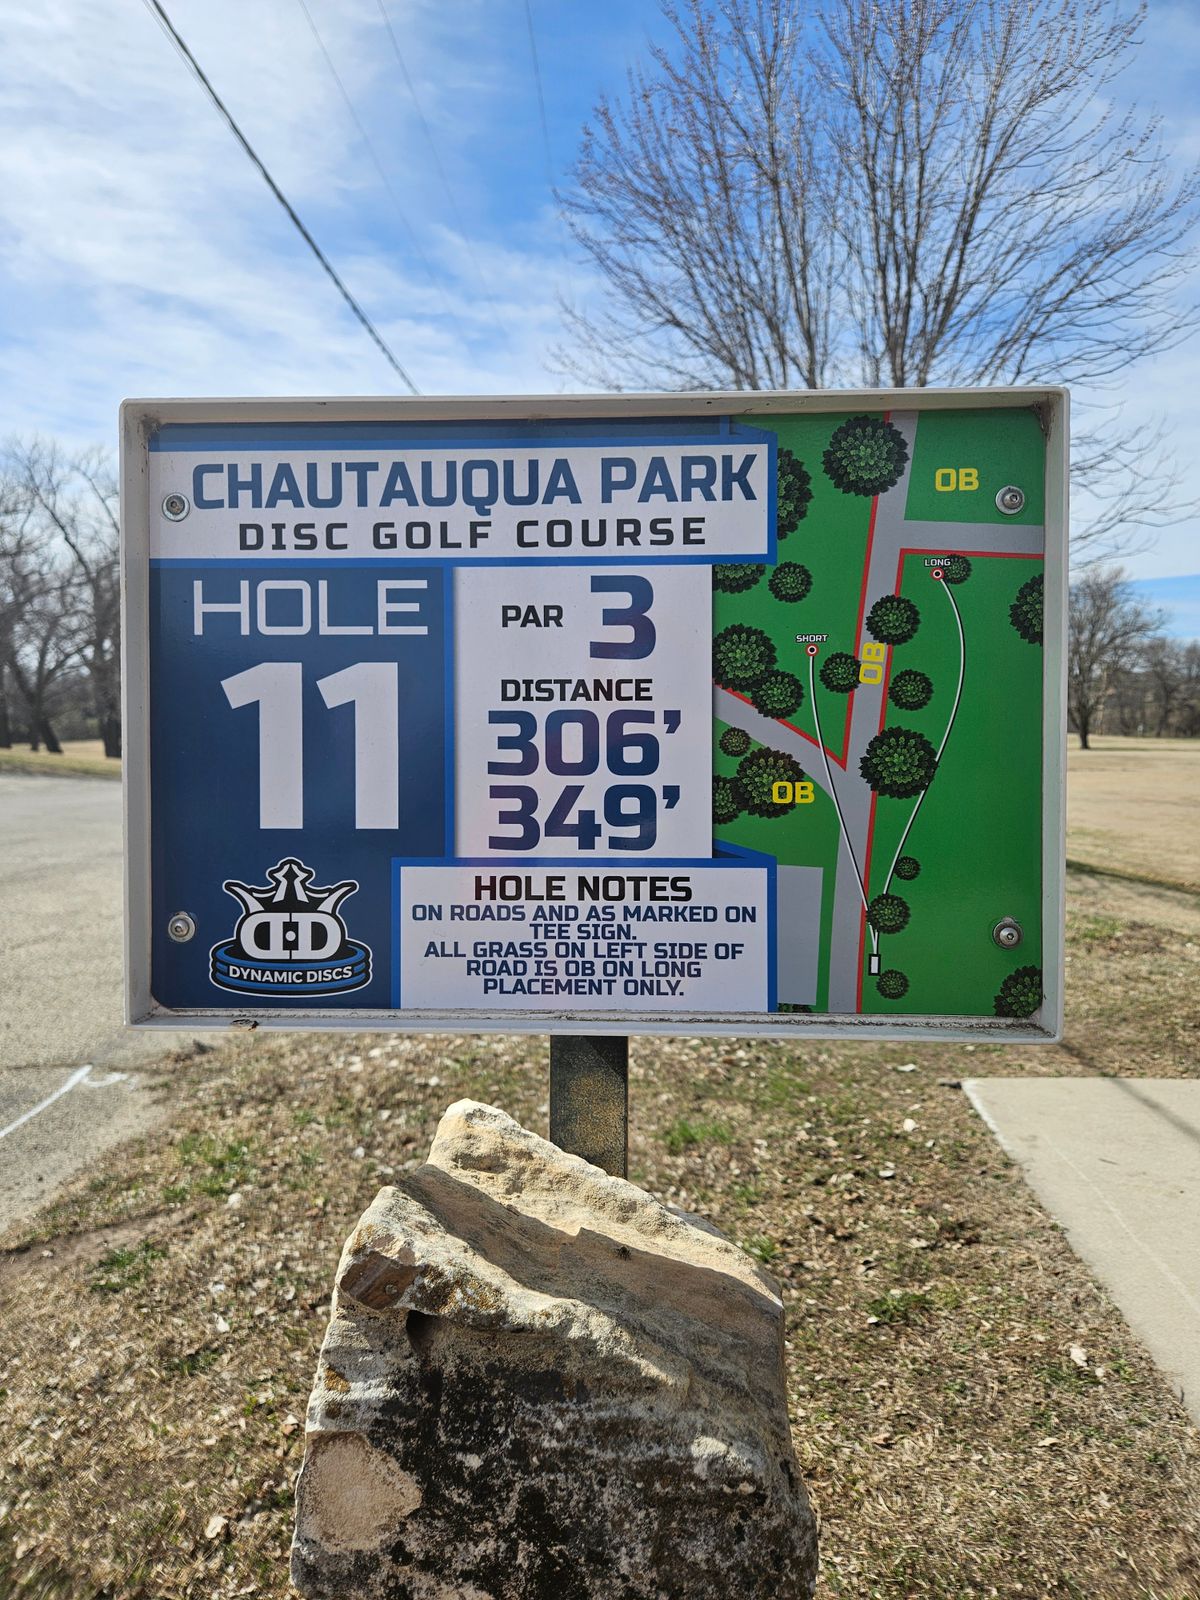 CHAUTAUQUA PARK
DISC GOLF COURSE
HOLE
11
PAR 3
DISTANCE
306’
349’
HOLE NOTES
ON ROADS AND AS MARKED ON
TEE SIGN.
ALL GRASS ON LEFT SIDE OF
ROAD IS OB ON LONG
PLACEMENT ONLY.
DD
DYNAMIC DISCS
OB
LONG
SHORT
OB
OB